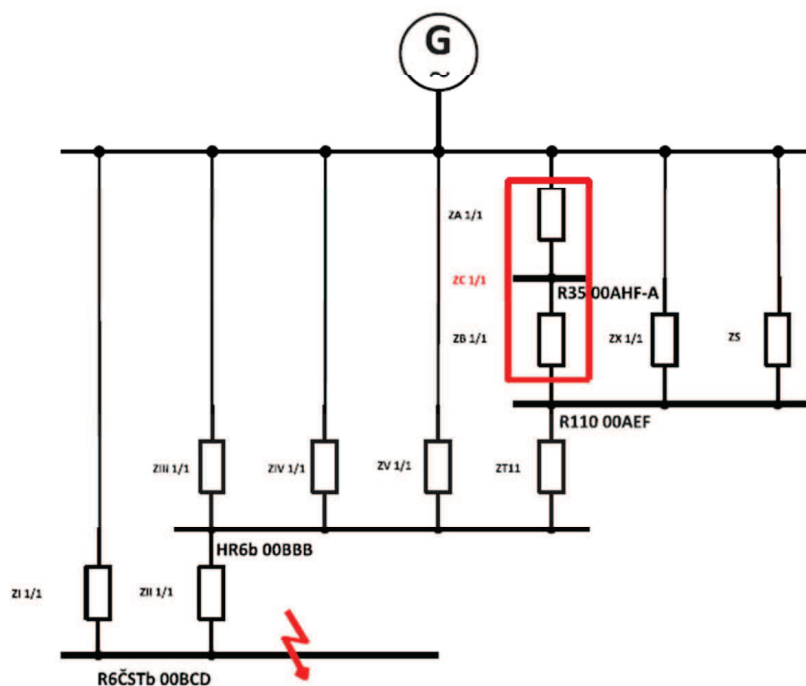 G
~
ZA 1/1
ZC 1/1
R35 00AHF-A
ZB 1/1
ZX 1/1
ZS
R110 00AEF
ZIII 1/1
ZIV 1/1
ZV 1/1
ZT11
HR6b 00BBB
ZI 1/1
ZII 1/1
R6ČSTb 00BCD